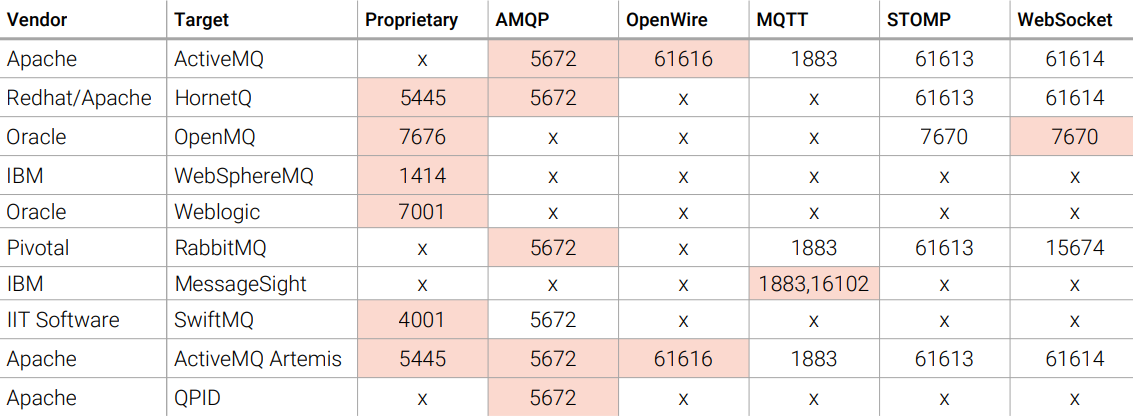 Vendor Target Proprietary AMQP OpenWire MQTT STOMP WebSocket
Apache ActiveMQ x 5672 61616 1883 61613 61614
Redhat/Apache HornetQ 5445 5672 x x 61613 61614
Oracle OpenMQ 7676 x x x 7670 7670
IBM WebSphereMQ 1414 x x x x x
Oracle Weblogic 7001 x x x x x
Pivotal RabbitMQ x 5672 x 1883 61613 15674
IBM MessageSight x x x 1883,16102 x x
IIT Software SwiftMQ 4001 5672 x x x x
Apache ActiveMQ Artemis 5445 5672 61616 1883 61613 61614
Apache QPID x 5672 x x x x